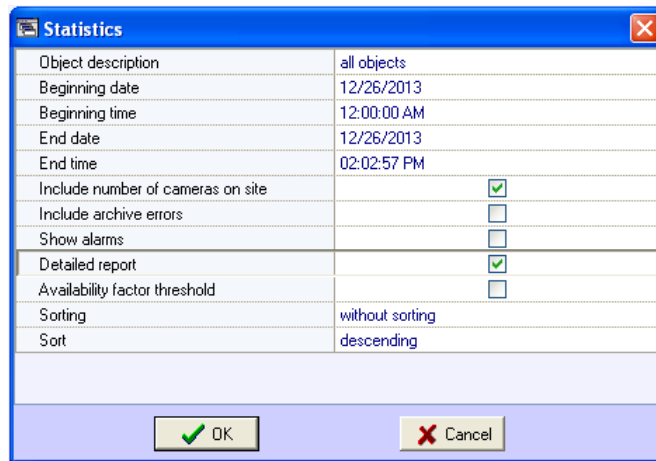 Statistics
Object description all objects
Beginning date 12/26/2013
Beginning time 12:00:00 AM
End date 12/26/2013
End time 02:02:57 PM
Include number of cameras on site
Include archive errors
Show alarms
Detailed report
Availability factor threshold
Sorting without sorting
Sort descending
OK Cancel